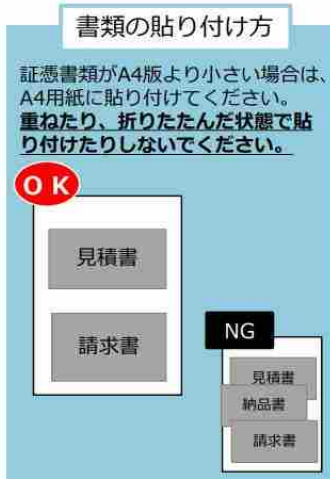 書類の貼り付け方
証憑書類がA4版より小さい場合は、
A4用紙に貼り付けてください。
重ねたり、折りたたんだ状態で貼
り付けたりしないでください。
OK
見積書
請求書
NG
見積書
納品書
請求書